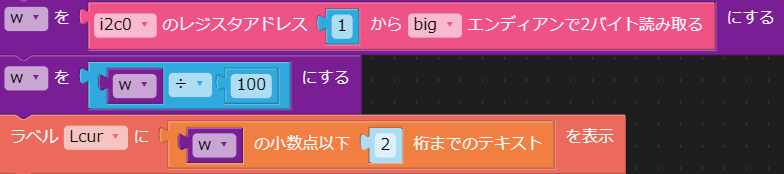 w を i2c0 のレジスタアドレス 1 から big エンディアンで2バイト読み取る にする
w を w ÷ 100 にする
ラベル Lcur に w の小数点以下 2 桁までのテキスト を表示